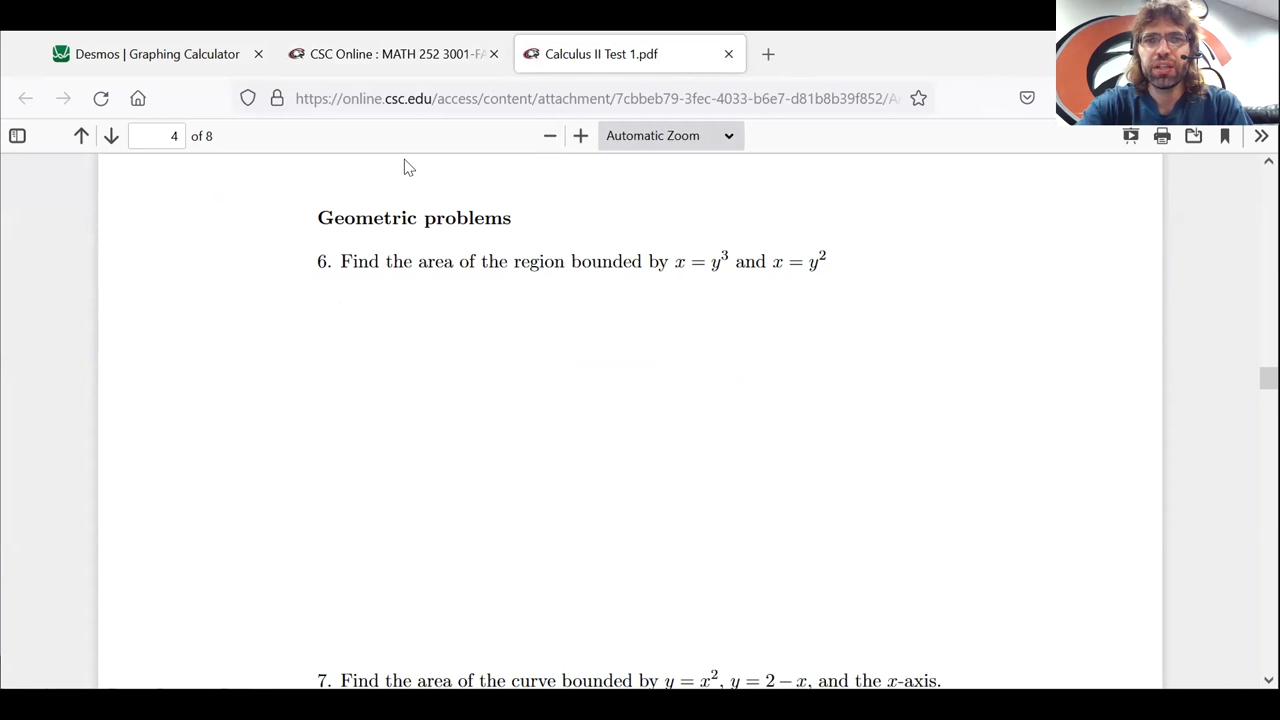 Desmos | Graphing Calculator
CSC Online : MATH 252 3001-FA
Calculus II Test 1.pdf
https://online.csc.edu/access/content/attachment/7cbbeb79-3fec-4033-b6e7-d81b8b39f852/A
4 of 8
Automatic Zoom
Geometric problems
6. Find the area of the region bounded by x = y³ and x = y²
7. Find the area of the curve bounded by y = x², y = 2 − x, and the x-axis.